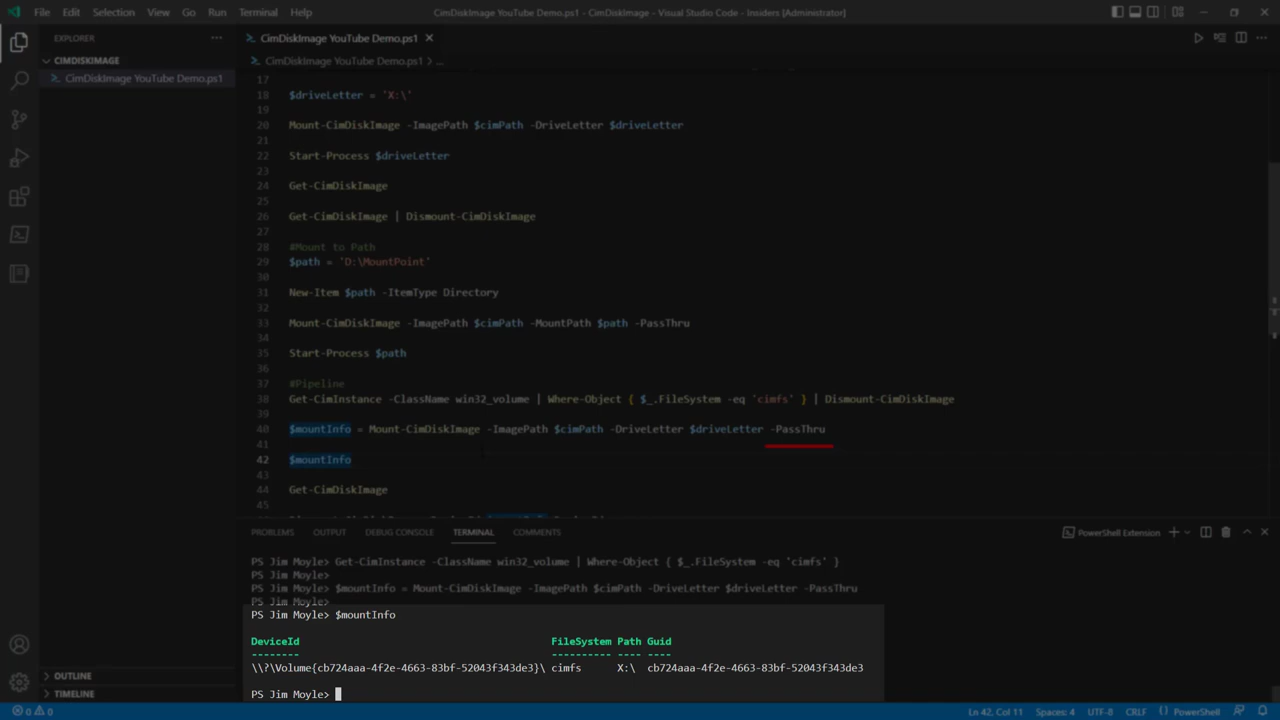 File Edit Selection View Go Run Terminal Help
CimDiskImage YouTube Demo.ps1 - CimDiskImage - Visual Studio Code - Insiders [Administrator]
EXPLORER
CIMDISKIMAGE
CimDiskImage YouTube Demo.ps1
OUTLINE
TIMELINE
CimDiskImage YouTube Demo.ps1
CimDiskImage YouTube Demo.ps1 > ...
17
18 $driveLetter = 'X:\'
19
20 Mount-CimDiskImage -ImagePath $cimPath -DriveLetter $driveLetter
21
22 Start-Process $driveLetter
23
24 Get-CimDiskImage
25
26 Get-CimDiskImage | Dismount-CimDiskImage
27
28 #Mount to Path
29 $path = 'D:\MountPoint'
30
31 New-Item $path -ItemType Directory
32
33 Mount-CimDiskImage -ImagePath $cimPath -MountPath $path -PassThru
34
35 Start-Process $path
36
37 #Pipeline
38 Get-CimInstance -ClassName win32_volume | Where-Object { $_.FileSystem -eq 'cimfs' } | Dismount-CimDiskImage
39
40 $mountInfo = Mount-CimDiskImage -ImagePath $cimPath -DriveLetter $driveLetter -PassThru
41
42 $mountInfo
43
44 Get-CimDiskImage
45
PROBLEMS OUTPUT DEBUG CONSOLE TERMINAL COMMENTS
PowerShell Extension
PS Jim Moyle> Get-CimInstance -ClassName win32_volume | Where-Object { $_.FileSystem -eq 'cimfs' }
PS Jim Moyle>
PS Jim Moyle> $mountInfo = Mount-CimDiskImage -ImagePath $cimPath -DriveLetter $driveLetter -PassThru
PS Jim Moyle>
PS Jim Moyle> $mountInfo
DeviceId FileSystem Path Guid
-------- ---------- ---- ----
\\?\Volume{cb724aaa-4f2e-4663-83bf-52043f343de3}\ cimfs X:\ cb724aaa-4f2e-4663-83bf-52043f343de3
PS Jim Moyle>
0 0
Ln 42, Col 11 Spaces: 4 UTF-8 CRLF { } PowerShell